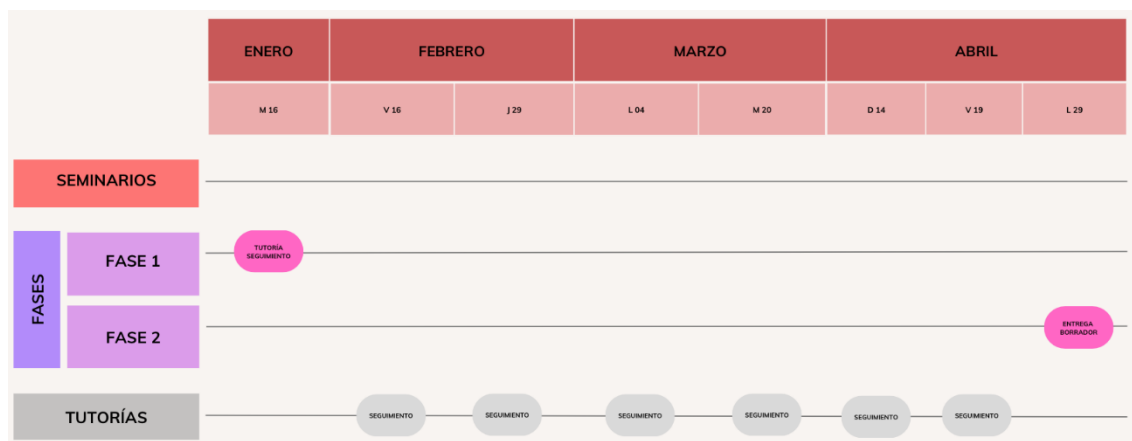 ENERO FEBRERO MARZO ABRIL
M 16 V 16 J 29 L 04 M 20 D 14 V 19 L 29
SEMINARIOS
FASES
FASE 1
TUTORÍA
SEGUIMIENTO
FASE 2
ENTREGA
BORRADOR
TUTORÍAS SEGUIMIENTO SEGUIMIENTO SEGUIMIENTO SEGUIMIENTO SEGUIMIENTO SEGUIMIENTO